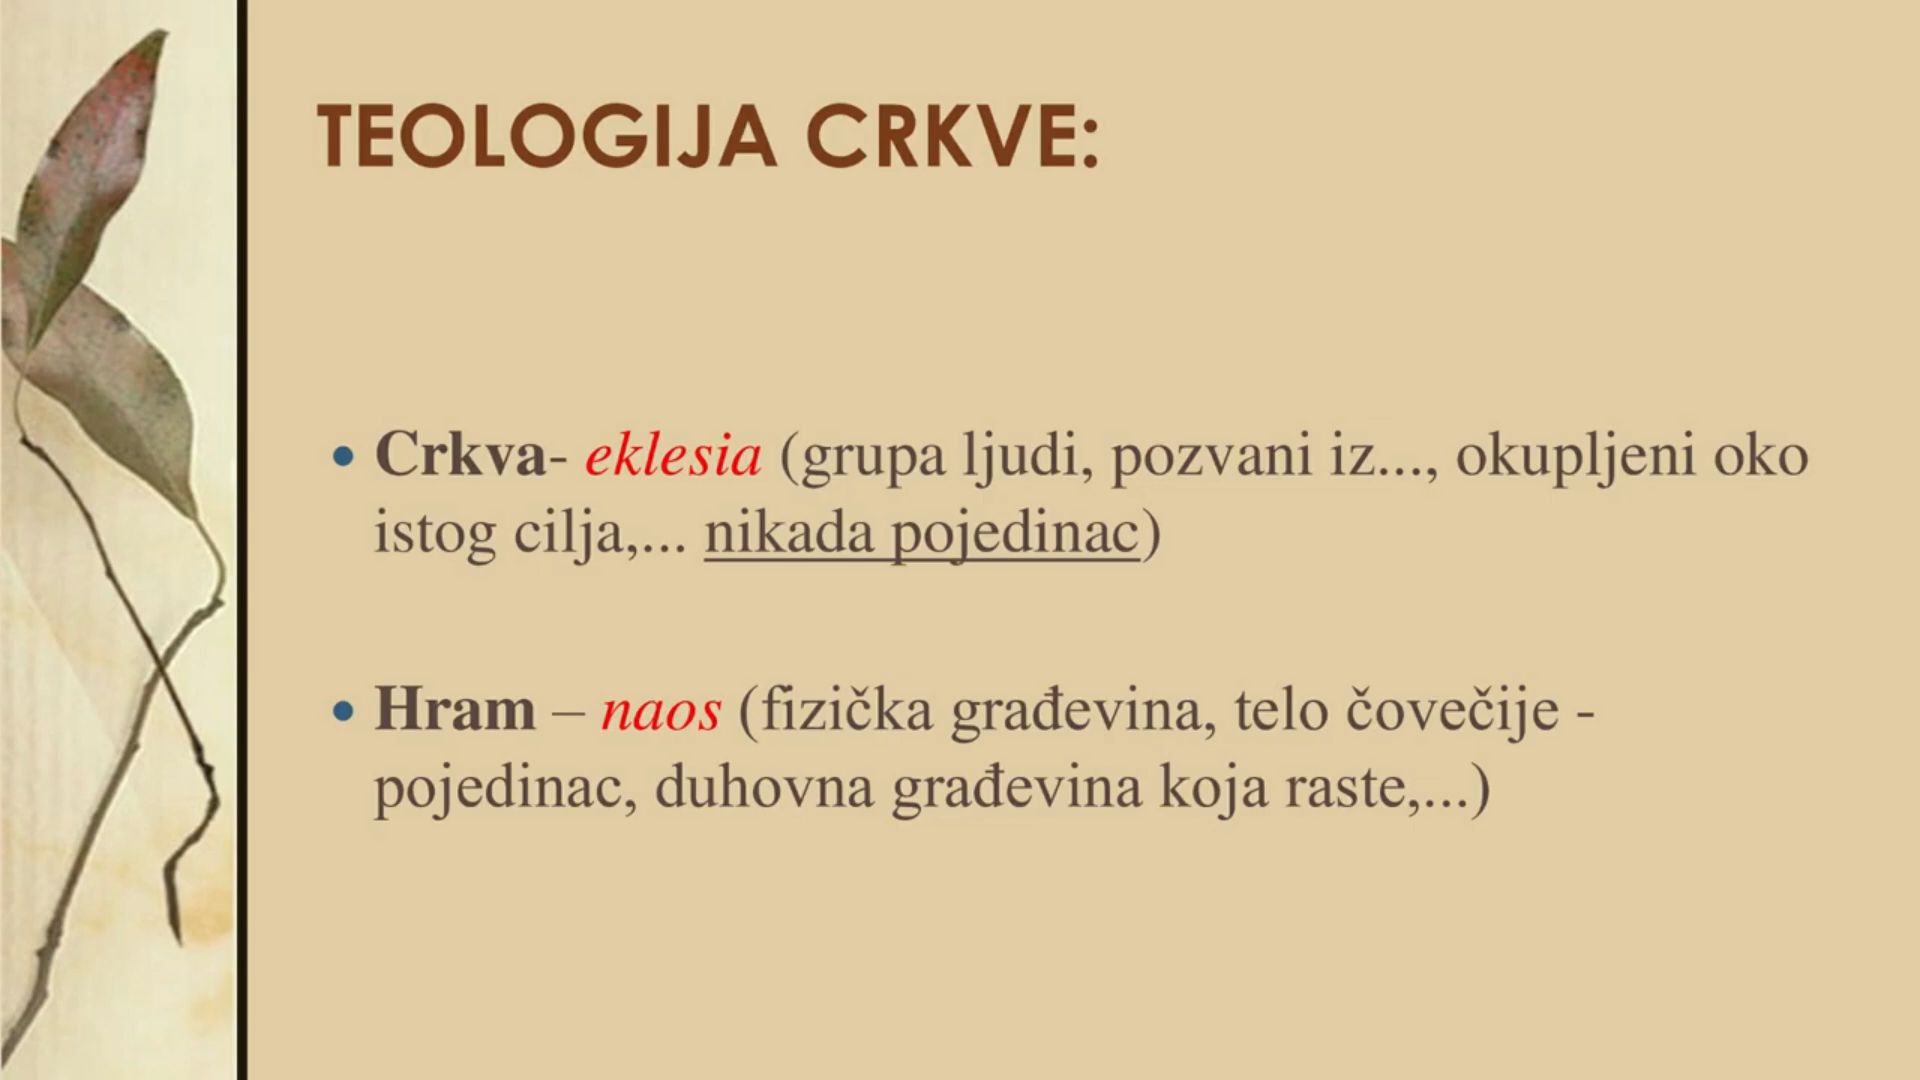 TEOLOGIJA CRKVE:
• Crkva- eklesia (grupa ljudi, pozvani iz..., okupljeni oko
istog cilja,... nikada pojedinac)
• Hram – naos (fizička građevina, telo čovečije -
pojedinac, duhovna građevina koja raste,...)